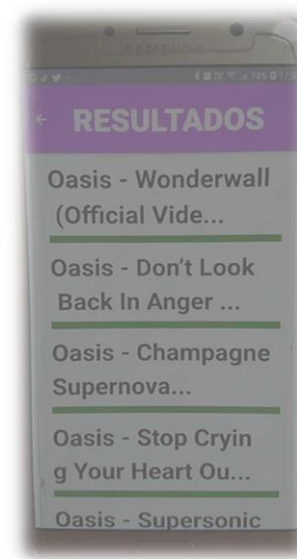 SAMSUNG
RESULTADOS
Oasis - Wonderwall
(Official Vide...
Oasis - Don't Look
Back In Anger ...
Oasis - Champagne
Supernova...
Oasis - Stop Cryin
g Your Heart Ou...
Oasis - Supersonic